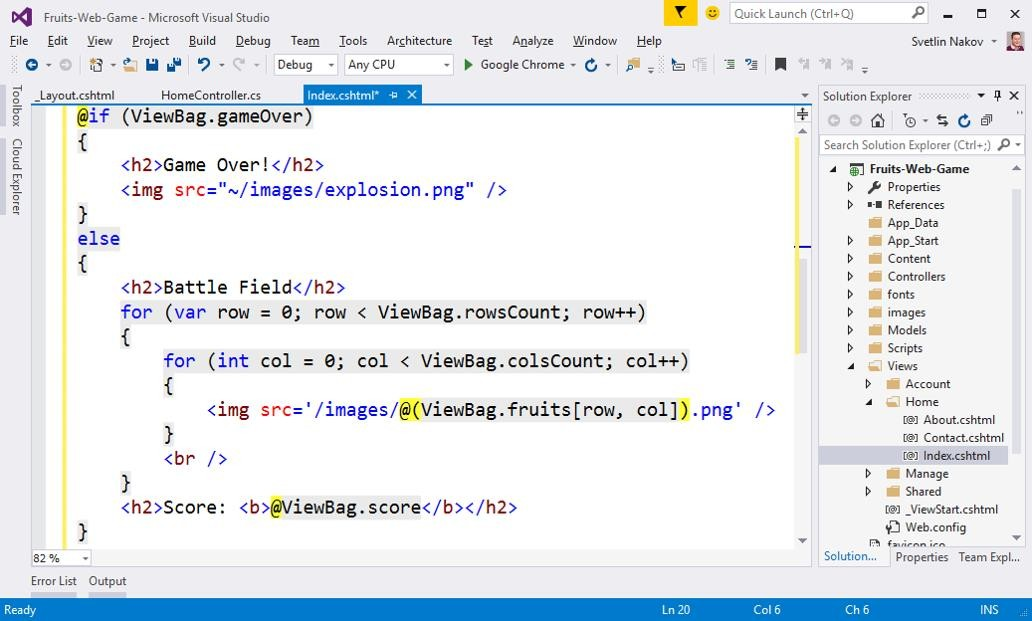 Fruits-Web-Game - Microsoft Visual Studio
Quick Launch (Ctrl+Q)
File Edit View Project Build Debug Team Tools Architecture Test Analyze Window Help
Svetlin Nakov
Debug Any CPU Google Chrome
Toolbox
Cloud Explorer
_Layout.cshtml HomeController.cs Index.cshtml*
@if (ViewBag.gameOver)
{
<h2>Game Over!</h2>
<img src="~/images/explosion.png" />
}
else
{
<h2>Battle Field</h2>
for (var row = 0; row < ViewBag.rowsCount; row++)
{
for (int col = 0; col < ViewBag.colsCount; col++)
{
<img src='/images/@(ViewBag.fruits[row, col]).png' />
}
<br />
}
<h2>Score: <b>@ViewBag.score</b></h2>
}
82 %
Solution Explorer
Search Solution Explorer (Ctrl+;)
Fruits-Web-Game
Properties
References
App_Data
App_Start
Content
Controllers
fonts
images
Models
Scripts
Views
Account
Home
[@] About.cshtml
[@] Contact.cshtml
[@] Index.cshtml
Manage
Shared
[@] _ViewStart.cshtml
Web.config
favicon.ico
Solution... Properties Team Expl...
Error List Output
Ready Ln 20 Col 6 Ch 6 INS